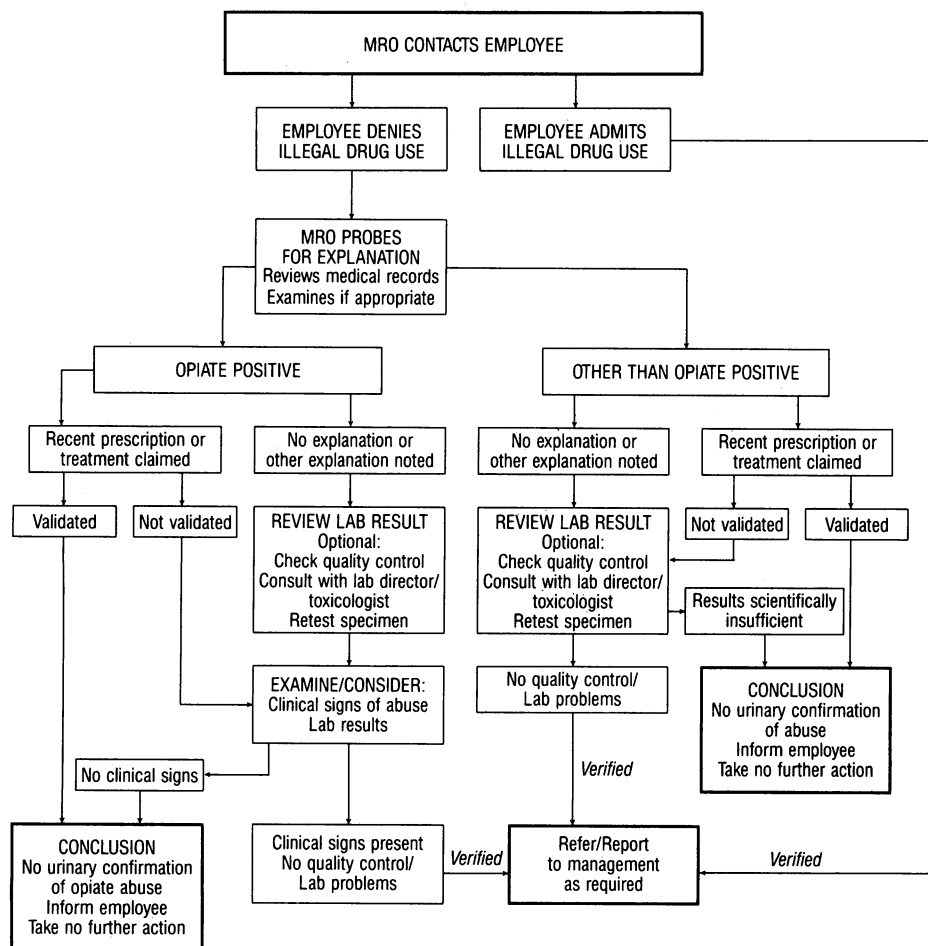 MRO CONTACTS EMPLOYEE
EMPLOYEE DENIES
ILLEGAL DRUG USE
EMPLOYEE ADMITS
ILLEGAL DRUG USE
MRO PROBES
FOR EXPLANATION
Reviews medical records
Examines if appropriate
OPIATE POSITIVE
OTHER THAN OPIATE POSITIVE
Recent prescription or
treatment claimed
No explanation or
other explanation noted
No explanation or
other explanation noted
Recent prescription or
treatment claimed
Validated
Not validated
REVIEW LAB RESULT
Optional:
Check quality control
Consult with lab director/
toxicologist
Retest specimen
REVIEW LAB RESULT
Optional:
Check quality control
Consult with lab director/
toxicologist
Retest specimen
Not validated
Validated
Results scientifically
insufficient
EXAMINE/CONSIDER:
Clinical signs of abuse
Lab results
No quality control/
Lab problems
CONCLUSION
No urinary confirmation
of abuse
Inform employee
Take no further action
No clinical signs
Verified
CONCLUSION
No urinary confirmation
of opiate abuse
Inform employee
Take no further action
Clinical signs present
No quality control/
Lab problems
Verified
Refer/Report
to management
as required
Verified